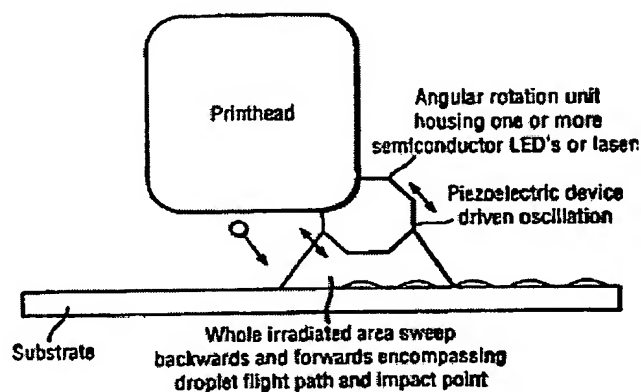 Printhead
Angular rotation unit
housing one or more
semiconductor LED's or laser
Piezoelectric device
driven oscillation
Substrate
Whole irradiated area sweep
backwards and forwards encompassing
droplet flight path and impact point